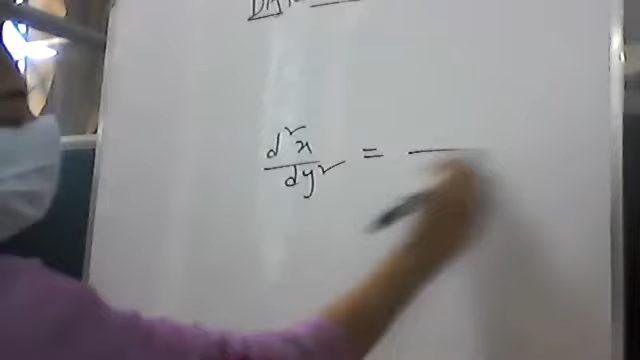 d²x/dy² =